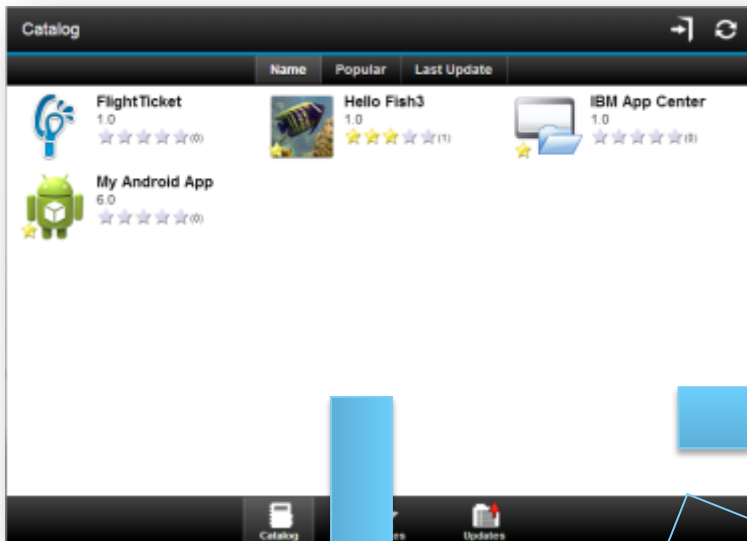 Catalog
Name Popular Last Update
FlightTicket
1.0
(0)
Hello Fish3
1.0
(1)
IBM App Center
1.0
(0)
My Android App
6.0
(0)
Catalog
Updates